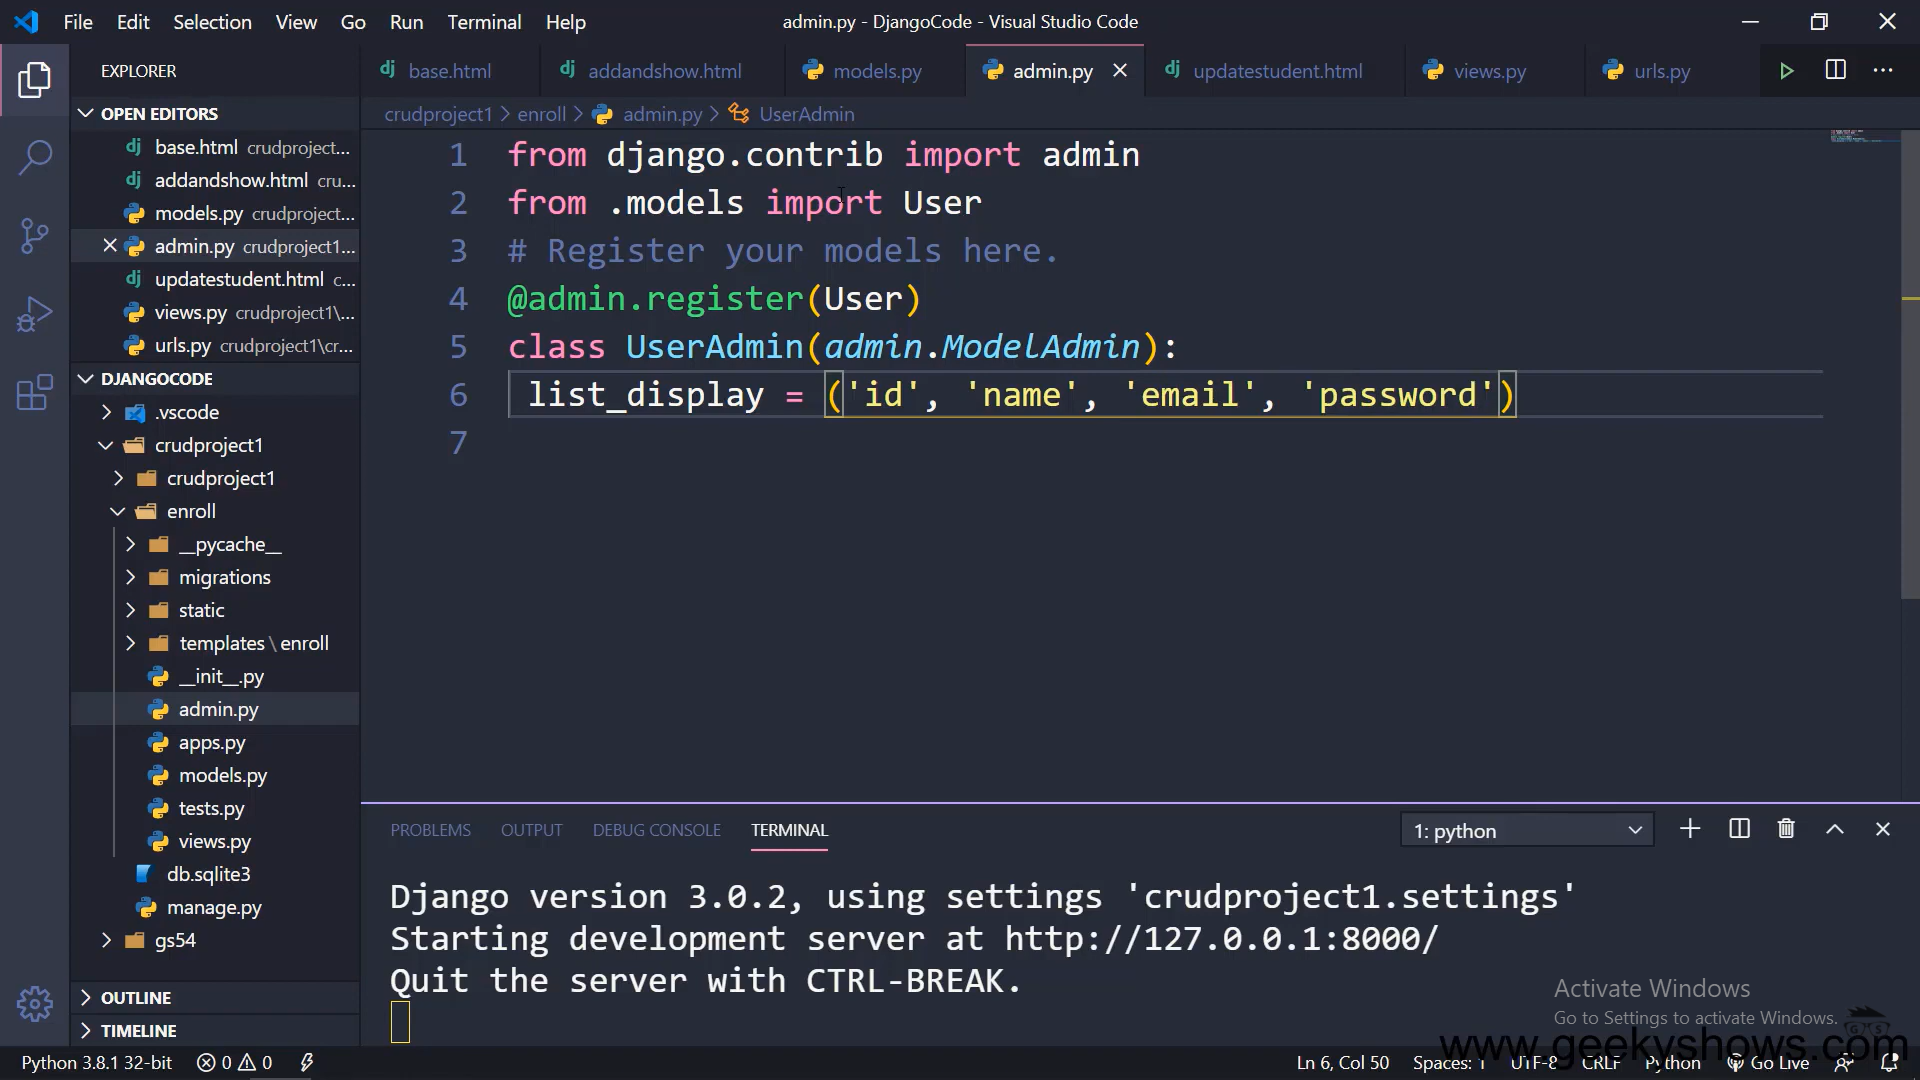 File Edit Selection View Go Run Terminal Help admin.py - DjangoCode - Visual Studio Code
EXPLORER
OPEN EDITORS
base.html crudproject...
addandshow.html cru...
models.py crudproject...
admin.py crudproject1...
updatestudent.html c...
views.py crudproject1\...
urls.py crudproject1\cr...
DJANGOCODE
.vscode
crudproject1
crudproject1
enroll
__pycache__
migrations
static
templates\enroll
__init__.py
admin.py
apps.py
models.py
tests.py
views.py
db.sqlite3
manage.py
gs54
OUTLINE
TIMELINE
base.html addandshow.html models.py admin.py updatestudent.html views.py urls.py
crudproject1 > enroll > admin.py > UserAdmin
1 from django.contrib import admin
2 from .models import User
3 # Register your models here.
4 @admin.register(User)
5 class UserAdmin(admin.ModelAdmin):
6 list_display = ('id', 'name', 'email', 'password')
7
PROBLEMS OUTPUT DEBUG CONSOLE TERMINAL 1: python
Django version 3.0.2, using settings 'crudproject1.settings'
Starting development server at http://127.0.0.1:8000/
Quit the server with CTRL-BREAK.
Activate Windows
Go to Settings to activate Windows.
GS
www.geekyshows.com
Python 3.8.1 32-bit 0 0 Ln 6, Col 50 Spaces: 1 UTF-8 CRLF Python Go Live